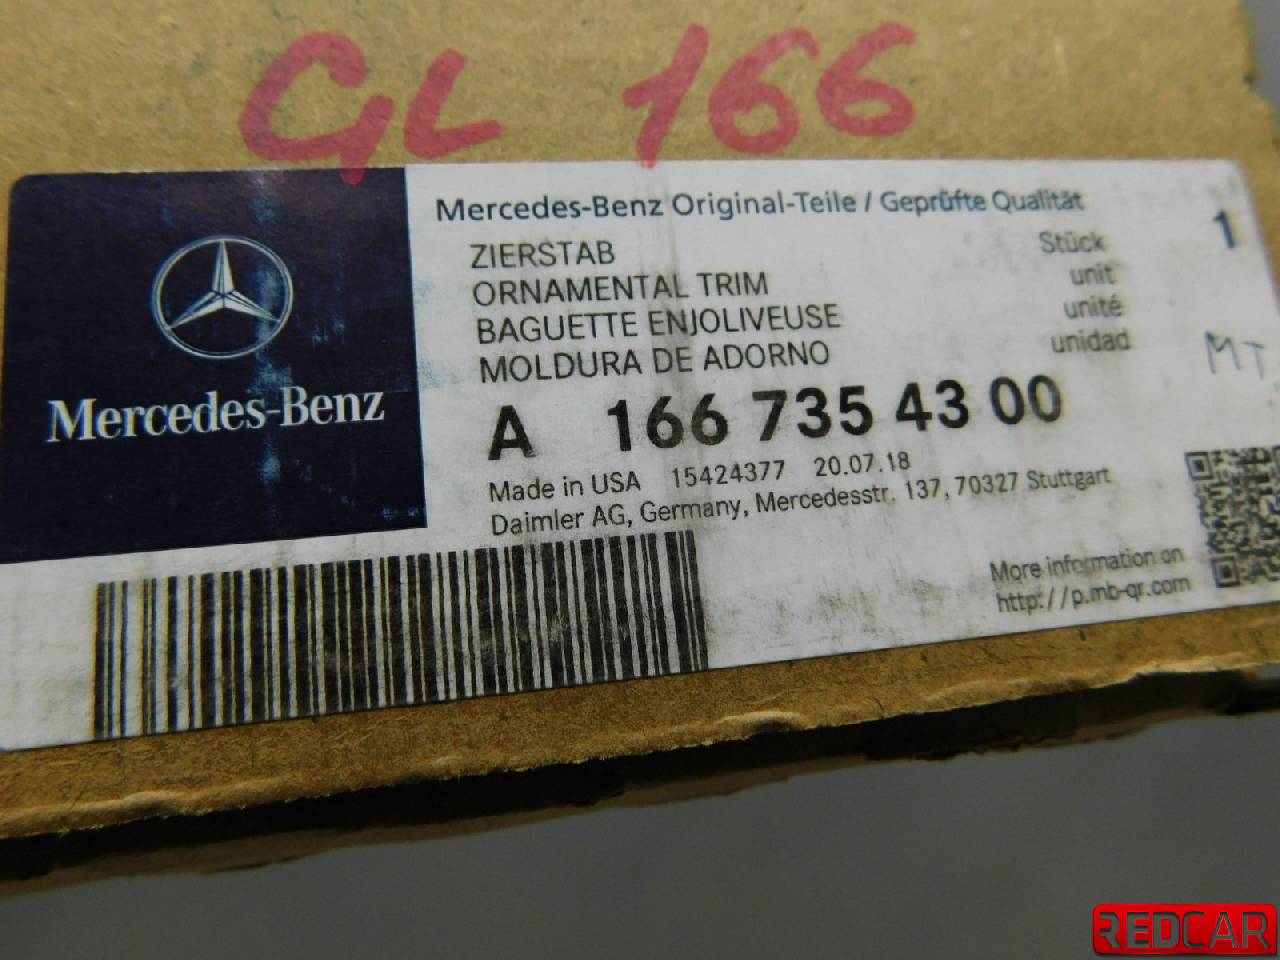 GL 166
Mercedes-Benz Original-Teile / Geprüfte Qualität
ZIERSTAB Stück 1
ORNAMENTAL TRIM unit
BAGUETTE ENJOLIVEUSE unité
MOLDURA DE ADORNO unidad
MT
Mercedes-Benz
A 166 735 43 00
Made in USA 15424377 20.07.18
Daimler AG, Germany, Mercedesstr. 137, 70327 Stuttgart
More information on
http://p.mb-qr.com
REDCAR